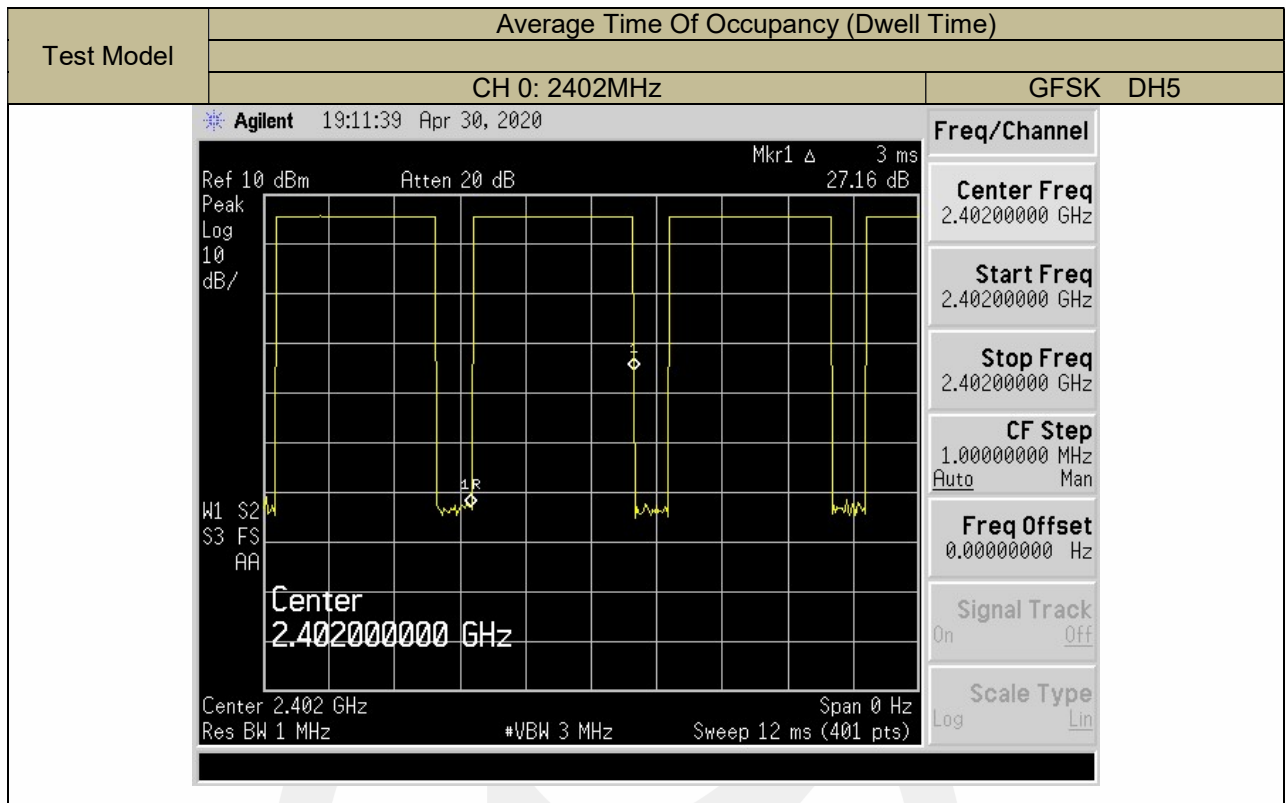 Average Time Of Occupancy (Dwell Time)
Test Model
CH 0: 2402MHz GFSK DH5
Agilent 19:11:39 Apr 30, 2020
Freq/Channel
Mkr1 Δ 3 ms
Ref 10 dBm Atten 20 dB 27.16 dB
Peak
Log
10
dB/
1
1R
W1 S2
S3 FS
AA
Center
2.402000000 GHz
Center 2.402 GHz Span 0 Hz
Res BW 1 MHz #VBW 3 MHz Sweep 12 ms (401 pts)
Center Freq
2.40200000 GHz
Start Freq
2.40200000 GHz
Stop Freq
2.40200000 GHz
CF Step
1.00000000 MHz
Auto Man
Freq Offset
0.00000000 Hz
Signal Track
On Off
Scale Type
Log Lin